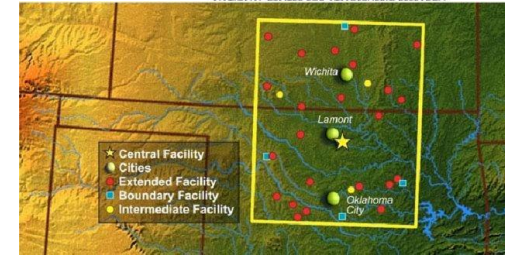 Wichita
Lamont
Central Facility
Cities
Extended Facility
Boundary Facility
Intermediate Facility
Oklahoma
City